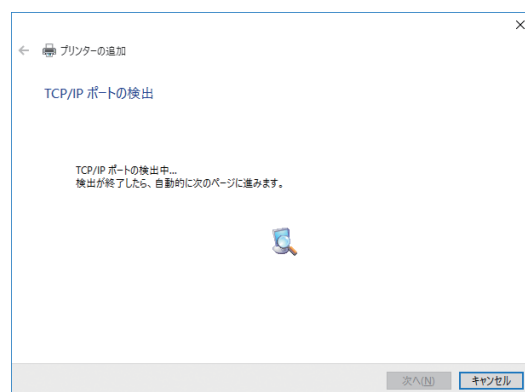 プリンターの追加
TCP/IP ポートの検出
TCP/IP ポートの検出中...
検出が終了したら、自動的に次のページに進みます。
次へ(N)
キャンセル